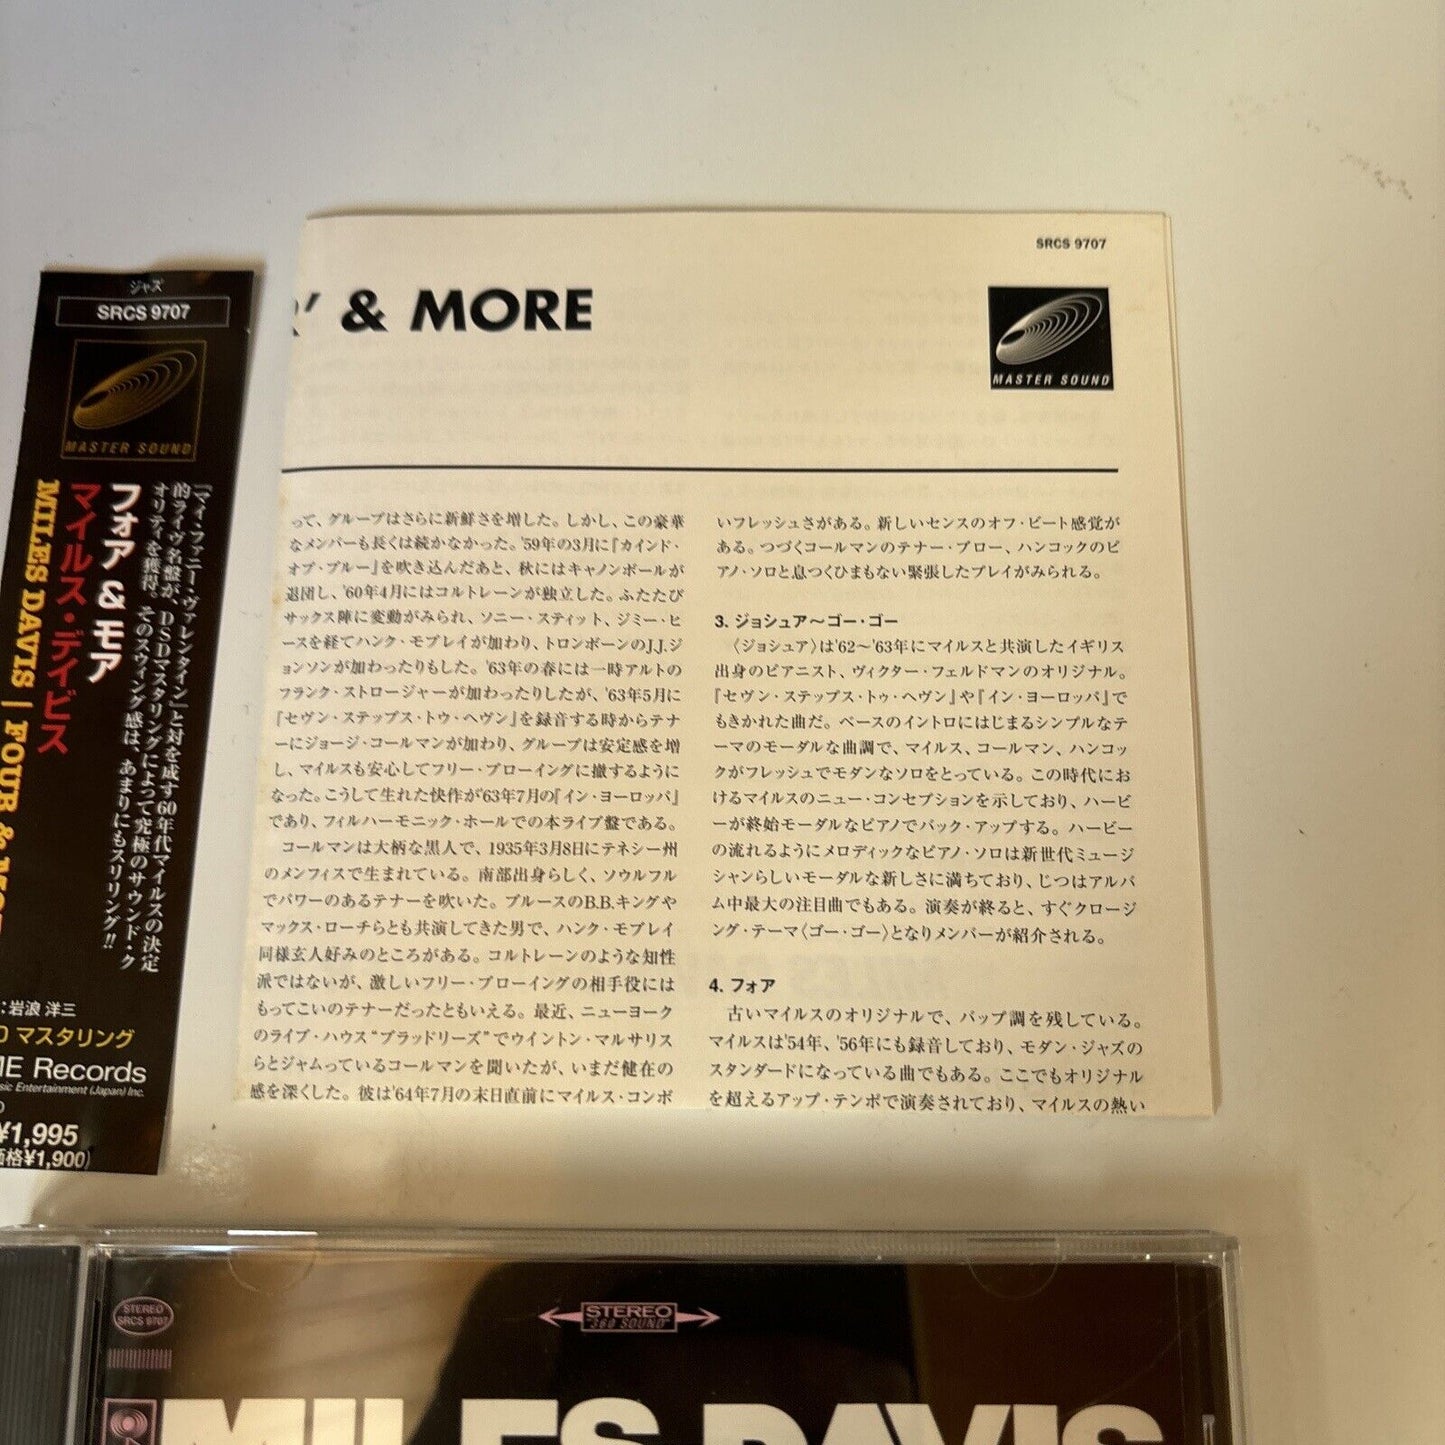 ジャズ
SRCS 9707
MASTER SOUND
「マイ・ファニー・ヴァレンタイン」と対を成す60年代マイルスの決定
的ライヴ名盤が、DSDマスタリングによって究極のサウンド・ク
オリティを獲得。そのスウィング感は、あまりにもスリリング!!
フォア & モア
マイルス・デイビス
MILES DAVIS | FOUR & MOR
:岩浪 洋三
マスタリング
ME Records
sic Entertainment (Japan) Inc.
¥1,995
価格¥1,900)
SRCS 9707
R' & MORE
MASTER SOUND
って、グループはさらに新鮮さを増した。しかし、この豪華
なメンバーも長くは続かなかった。'59年の3月に『カインド・
オブ・ブルー』を吹き込んだあと、秋にはキャノンボールが
退団し、'60年4月にはコルトレーンが独立した。ふたたび
サックス陣に変動がみられ、ソニー・スティット、ジミー・ヒ
ースを経てハンク・モブレイが加わり、トロンボーンのJ.J.ジ
ョンソンが加わったりもした。'63年の春には一時アルトの
フランク・ストロージャーが加わったりしたが、'63年5月に
『セヴン・ステップス・トゥ・ヘヴン』を録音する時からテナ
ーにジョージ・コールマンが加わり、グループは安定感を増
し、マイルスも安心してフリー・ブローイングに撤するように
なった。こうして生れた快作が'63年7月の『イン・ヨーロッパ』
であり、フィルハーモニック・ホールでの本ライブ盤である。
コールマンは大柄な黒人で、1935年3月8日にテネシー州
のメンフィスで生まれている。南部出身らしく、ソウルフル
でパワーのあるテナーを吹いた。ブルースのB.B.キングや
マックス・ローチらとも共演してきた男で、ハンク・モブレイ
同様玄人好みのところがある。コルトレーンのような知性
派ではないが、激しいフリー・ブローイングの相手役には
もってこいのテナーだったともいえる。最近、ニューヨーク
のライブ・ハウス“ブラッドリーズ”でウイントン・マルサリス
らとジャムっているコールマンを聞いたが、いまだ健在の
感を深くした。彼は'64年7月の末日直前にマイルス・コンボ
いフレッシュさがある。新しいセンスのオフ・ビート感覚が
ある。つづくコールマンのテナー・ブロー、ハンコックのピ
アノ・ソロと息つくひまもない緊張したプレイがみられる。
3. ジョシュア〜ゴー・ゴー
〈ジョシュア〉は'62〜'63年にマイルスと共演したイギリス
出身のピアニスト、ヴィクター・フェルドマンのオリジナル。
『セヴン・ステップス・トゥ・ヘヴン』や『イン・ヨーロッパ』で
もきかれた曲だ。ベースのイントロにはじまるシンプルなテ
ーマのモーダルな曲調で、マイルス、コールマン、ハンコッ
クがフレッシュでモダンなソロをとっている。この時代にお
けるマイルスのニュー・コンセプションを示しており、ハービ
ーが終始モーダルなピアノでバック・アップする。ハービー
の流れるようにメロディックなピアノ・ソロは新世代ミュージ
シャンらしいモーダルな新しさに満ちており、じつはアルバ
ム中最大の注目曲でもある。演奏が終ると、すぐクロージ
ング・テーマ〈ゴー・ゴー〉となりメンバーが紹介される。
4. フォア
古いマイルスのオリジナルで、バップ調を残している。
マイルスは'54年、'56年にも録音しており、モダン・ジャズの
スタンダードになっている曲でもある。ここでもオリジナル
を超えるアップ・テンポで演奏されており、マイルスの熱い
STEREO
SRCS 9707
STEREO
"360 SOUND"
MILES DAVIS